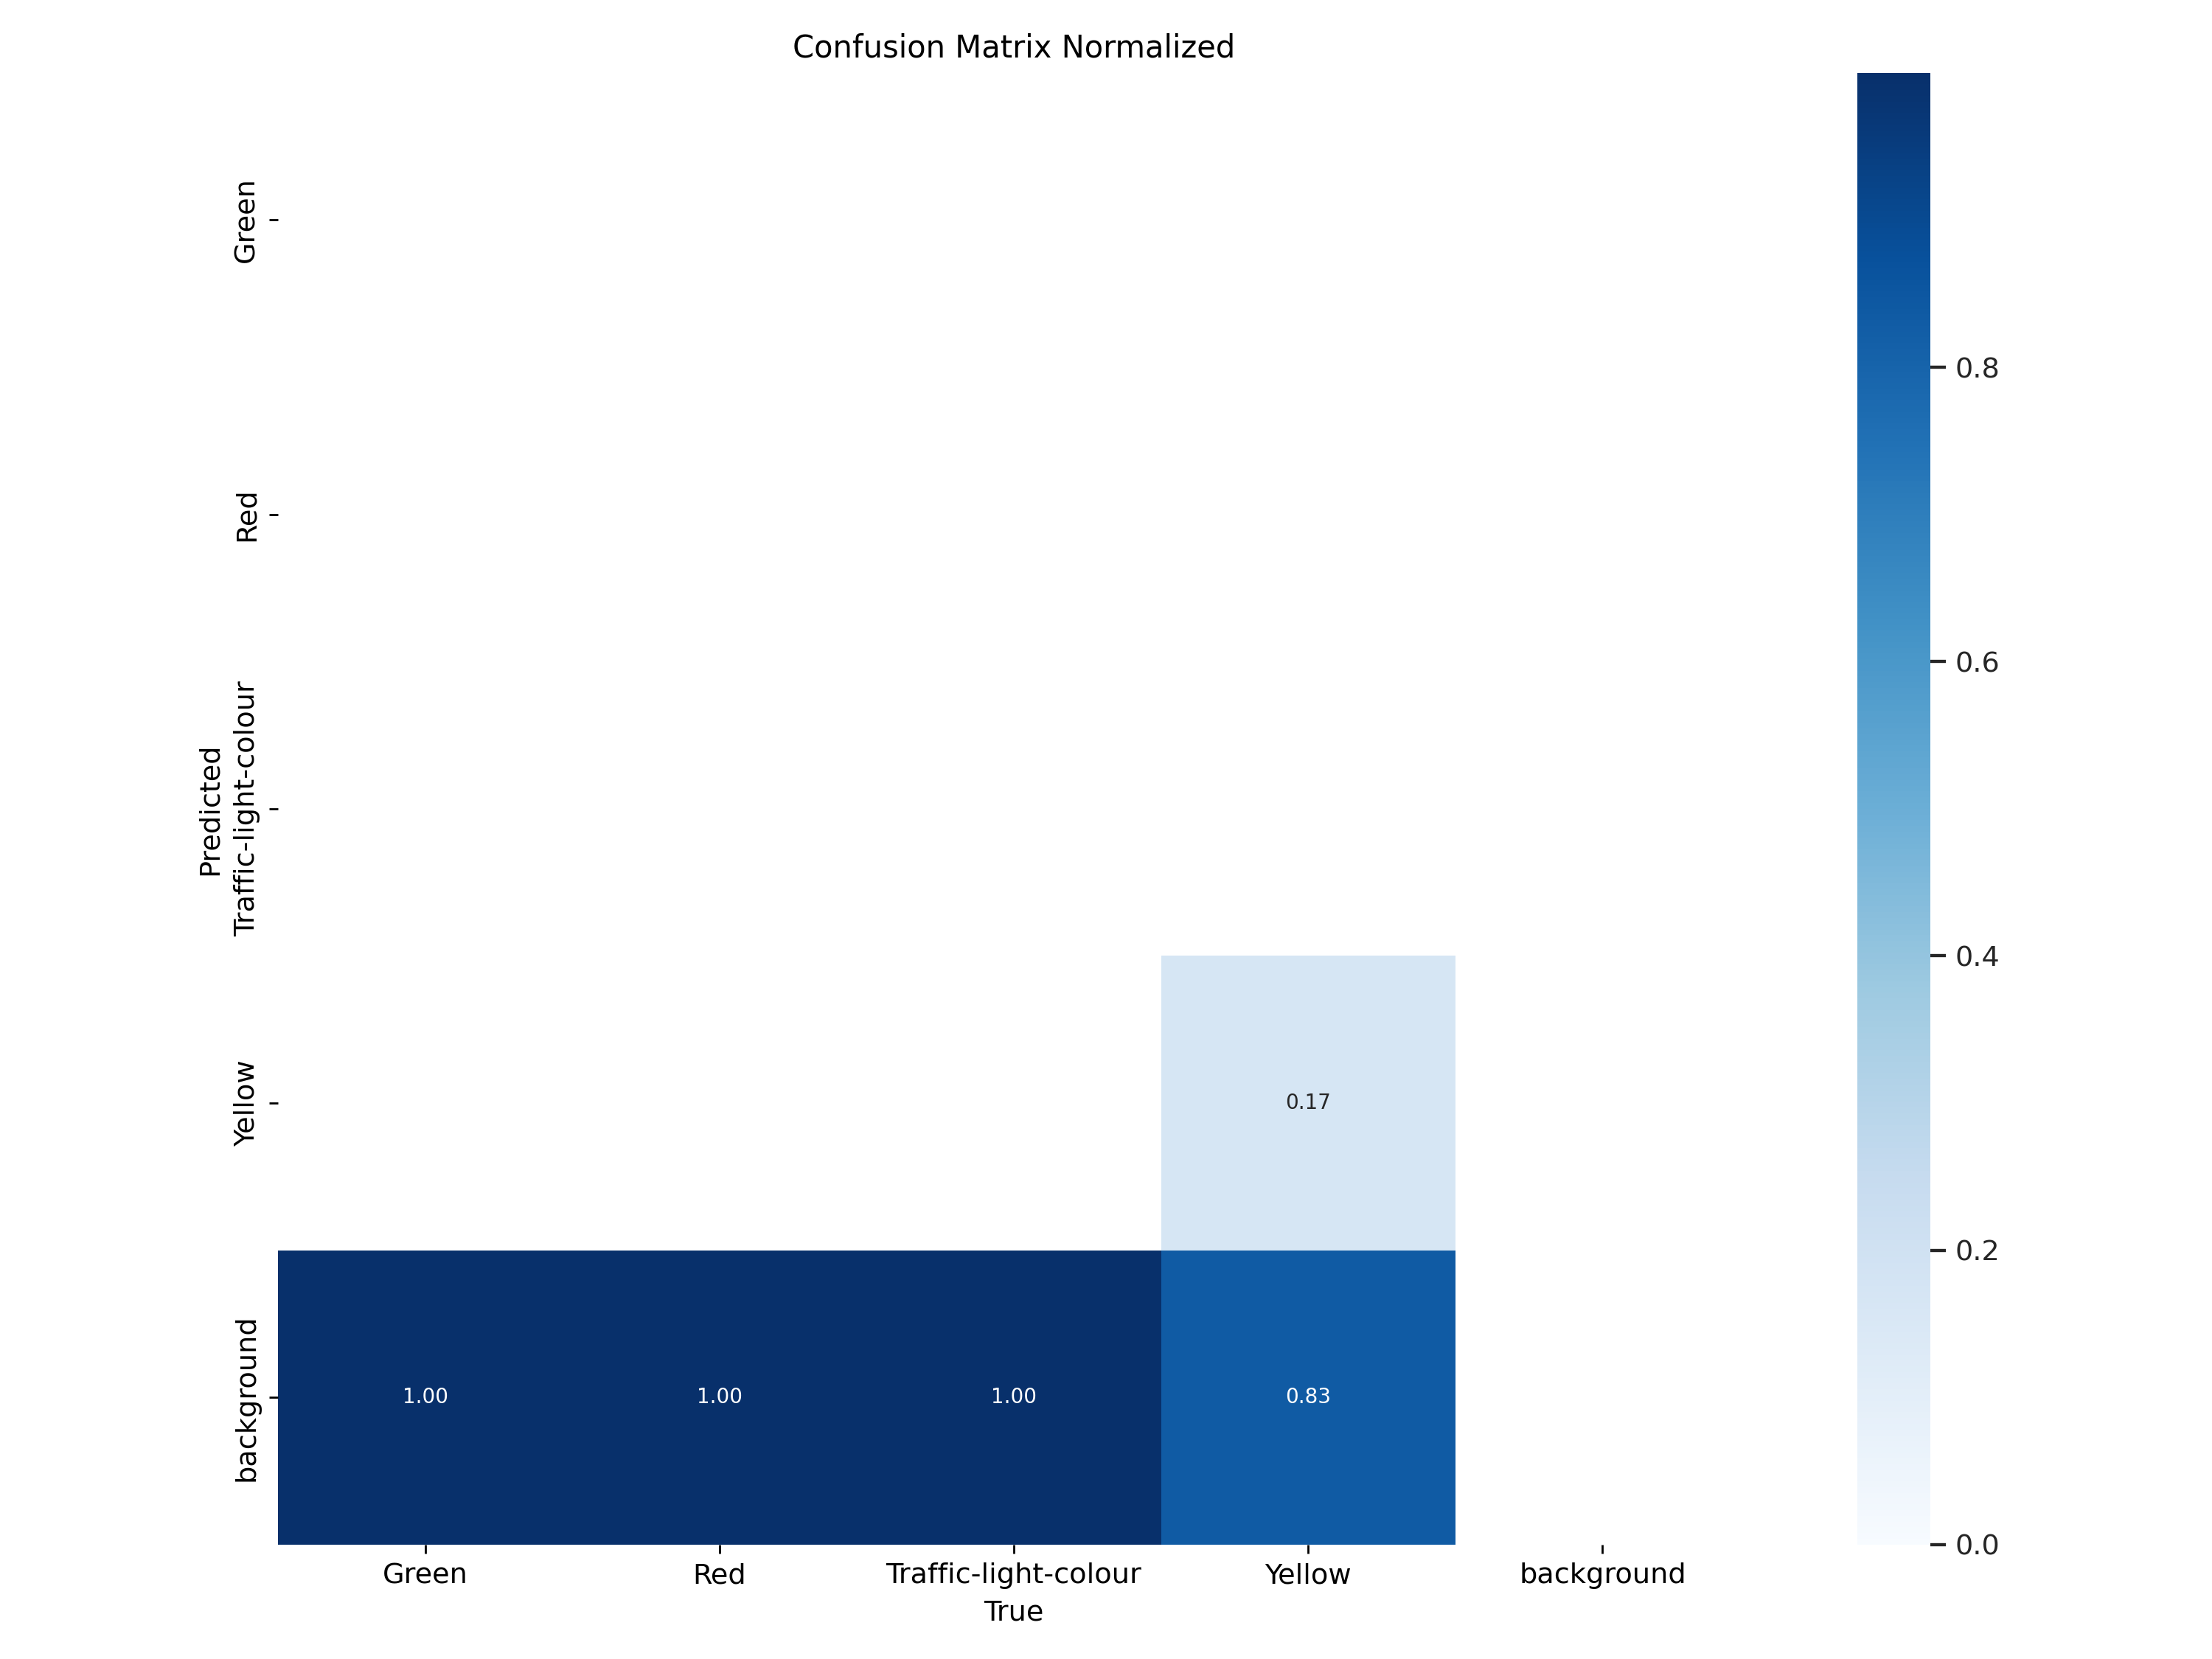 Confusion Matrix Normalized
Green
Red
Traffic-light-colour
Yellow
background
Predicted
0.17
1.00 1.00 1.00 0.83
Green Red Traffic-light-colour Yellow background
True
0.8
0.6
0.4
0.2
0.0